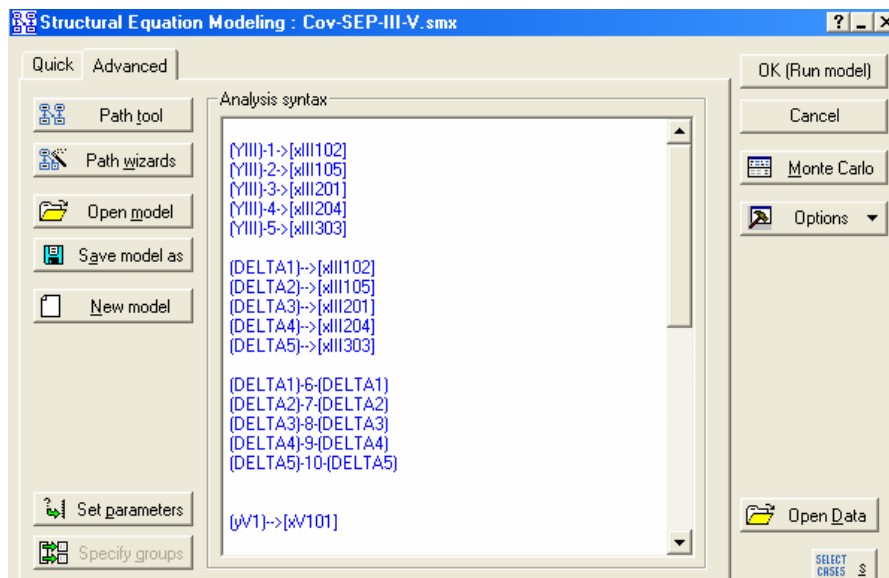 Structural Equation Modeling : Cov-SEP-III-V.smx
Quick
Advanced
OK (Run model)
Analysis syntax
Path tool
Cancel
(YIII)-1->[xIII102]
(YIII)-2->[xIII105]
(YIII)-3->[xIII201]
(YIII)-4->[xIII204]
(YIII)-5->[xIII303]
Path wizards
Monte Carlo
Open model
Options
Save model as
(DELTA1)-->[xIII102]
(DELTA2)-->[xIII105]
(DELTA3)-->[xIII201]
(DELTA4)-->[xIII204]
(DELTA5)-->[xIII303]
New model
(DELTA1)-6-(DELTA1)
(DELTA2)-7-(DELTA2)
(DELTA3)-8-(DELTA3)
(DELTA4)-9-(DELTA4)
(DELTA5)-10-(DELTA5)
Set parameters
(yV1)-->[xV101]
Open Data
Specify groups
SELECT
CASES S